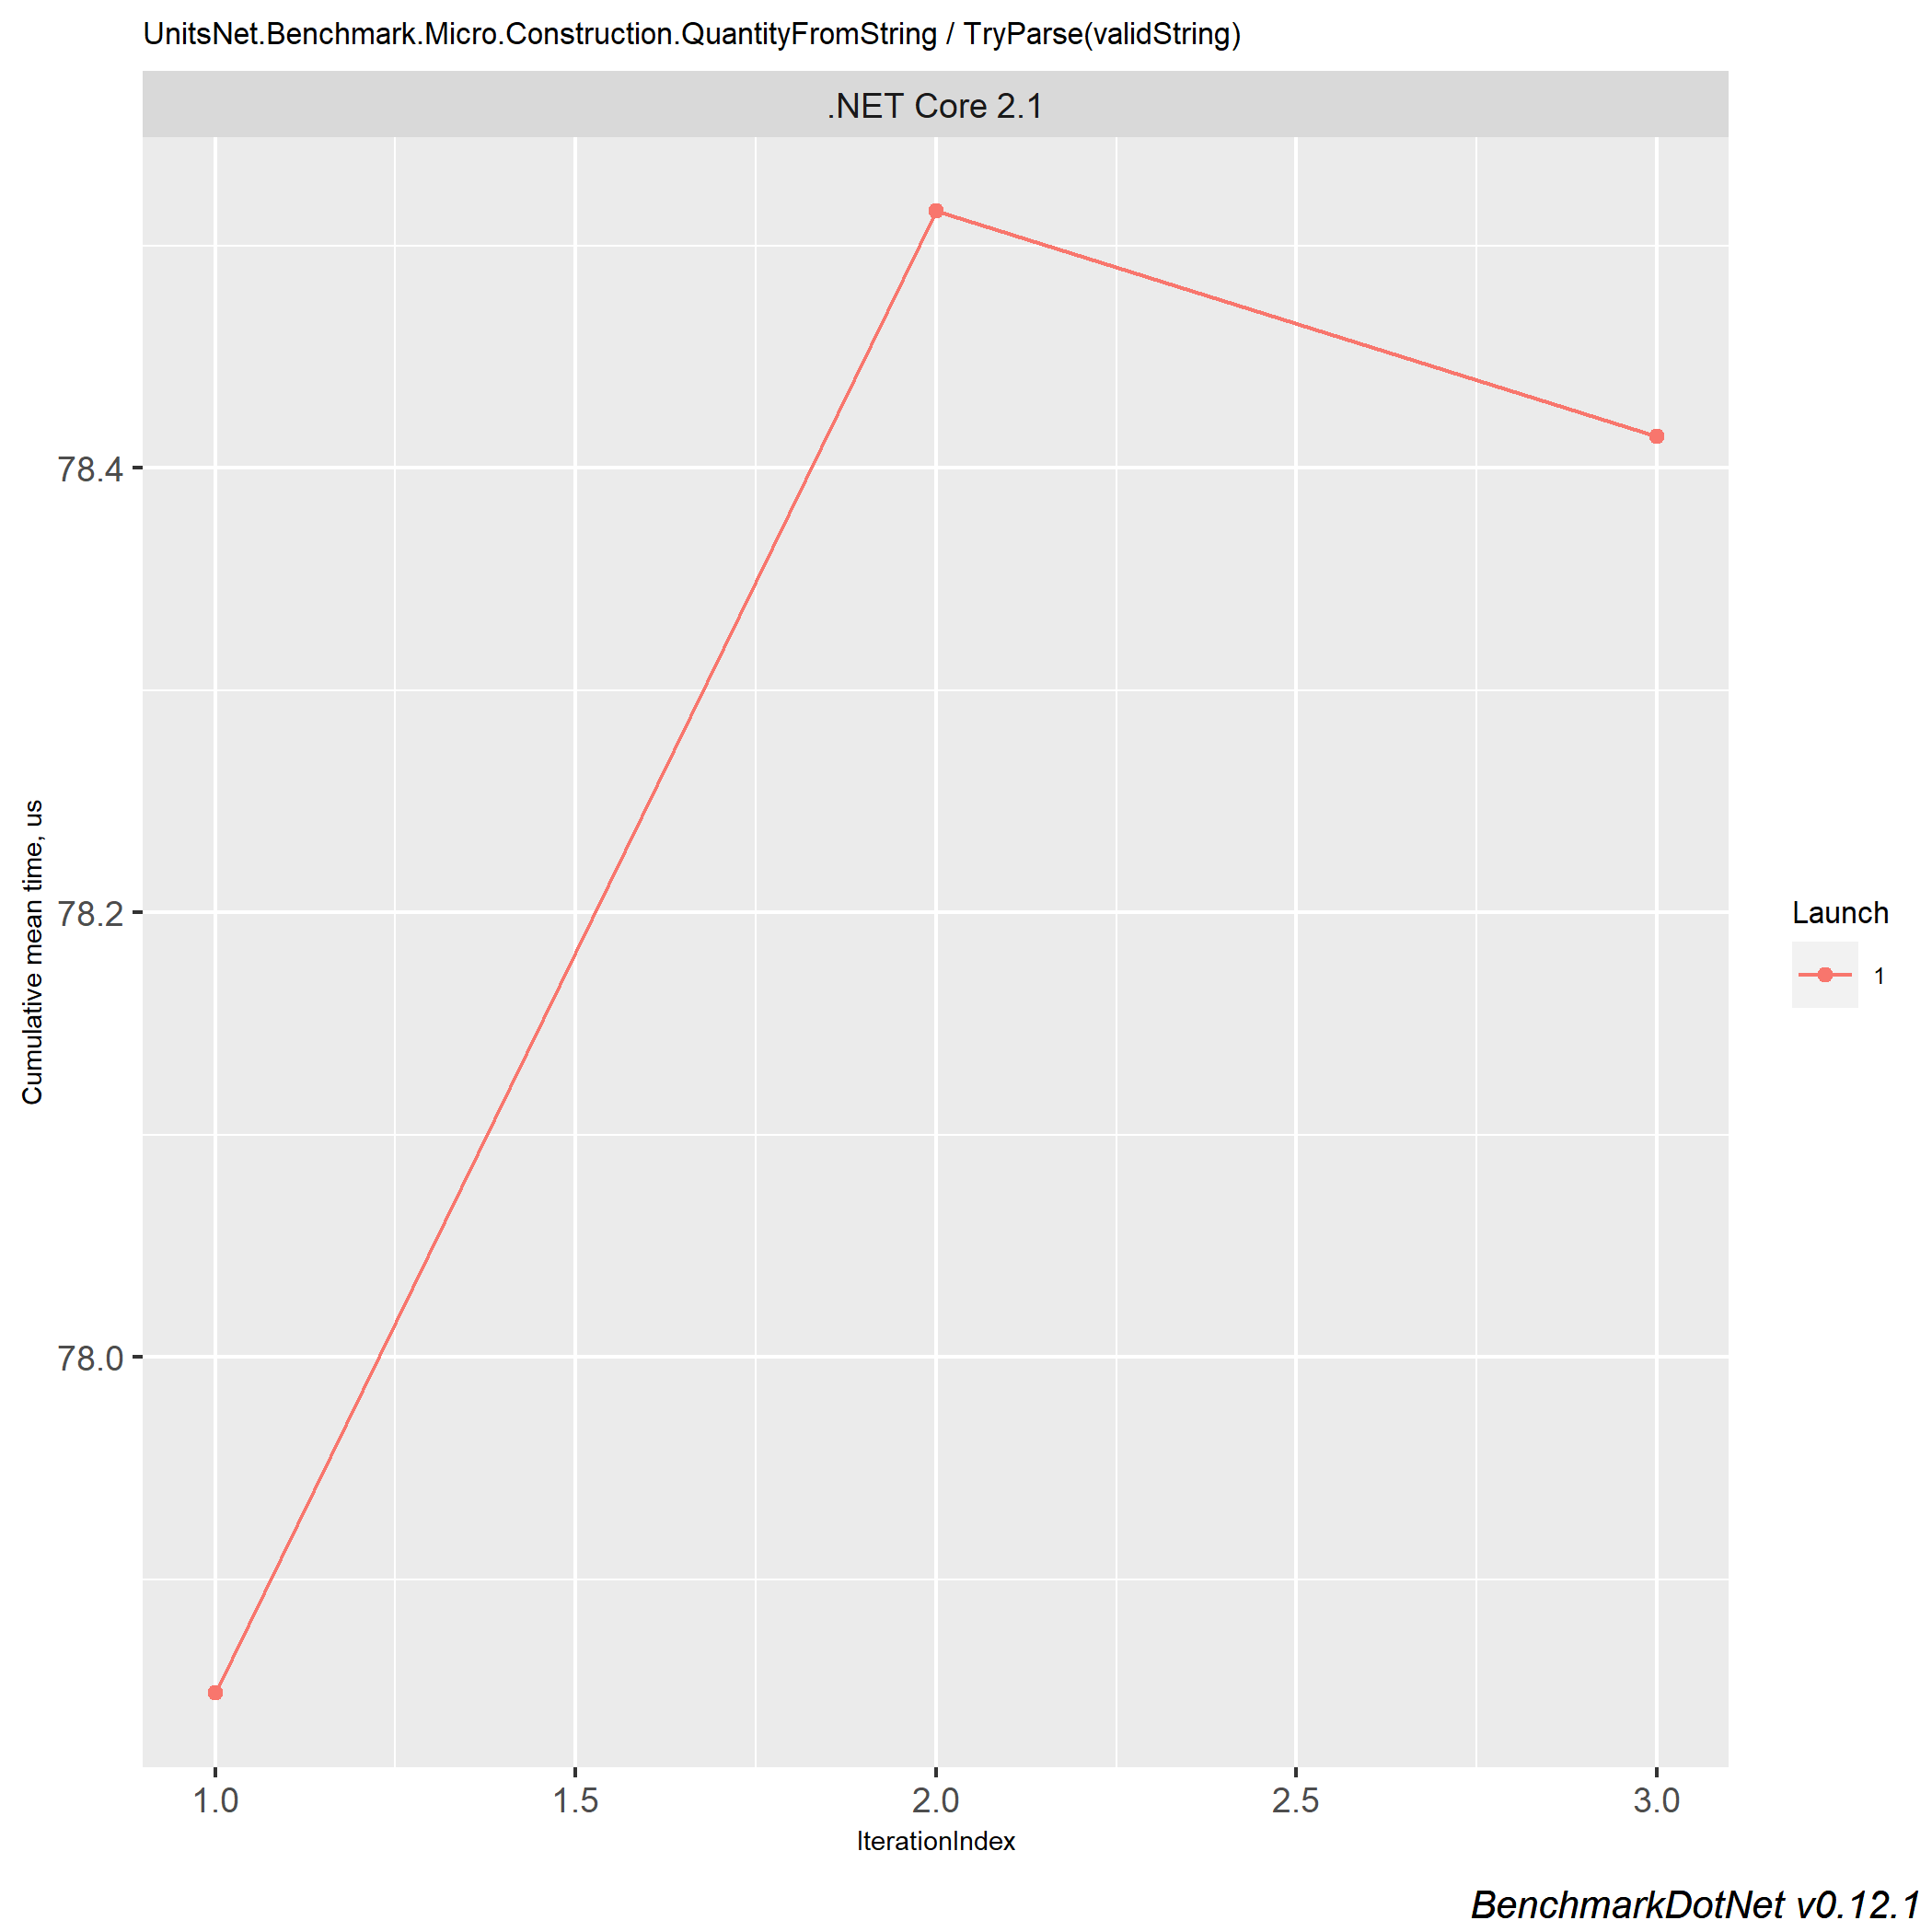 UnitsNet.Benchmark.Micro.Construction.QuantityFromString / TryParse(validString)
.NET Core 2.1
78.4
78.2
78.0
Cumulative mean time, us
1.0 1.5 2.0 2.5 3.0
IterationIndex
Launch
1
BenchmarkDotNet v0.12.1